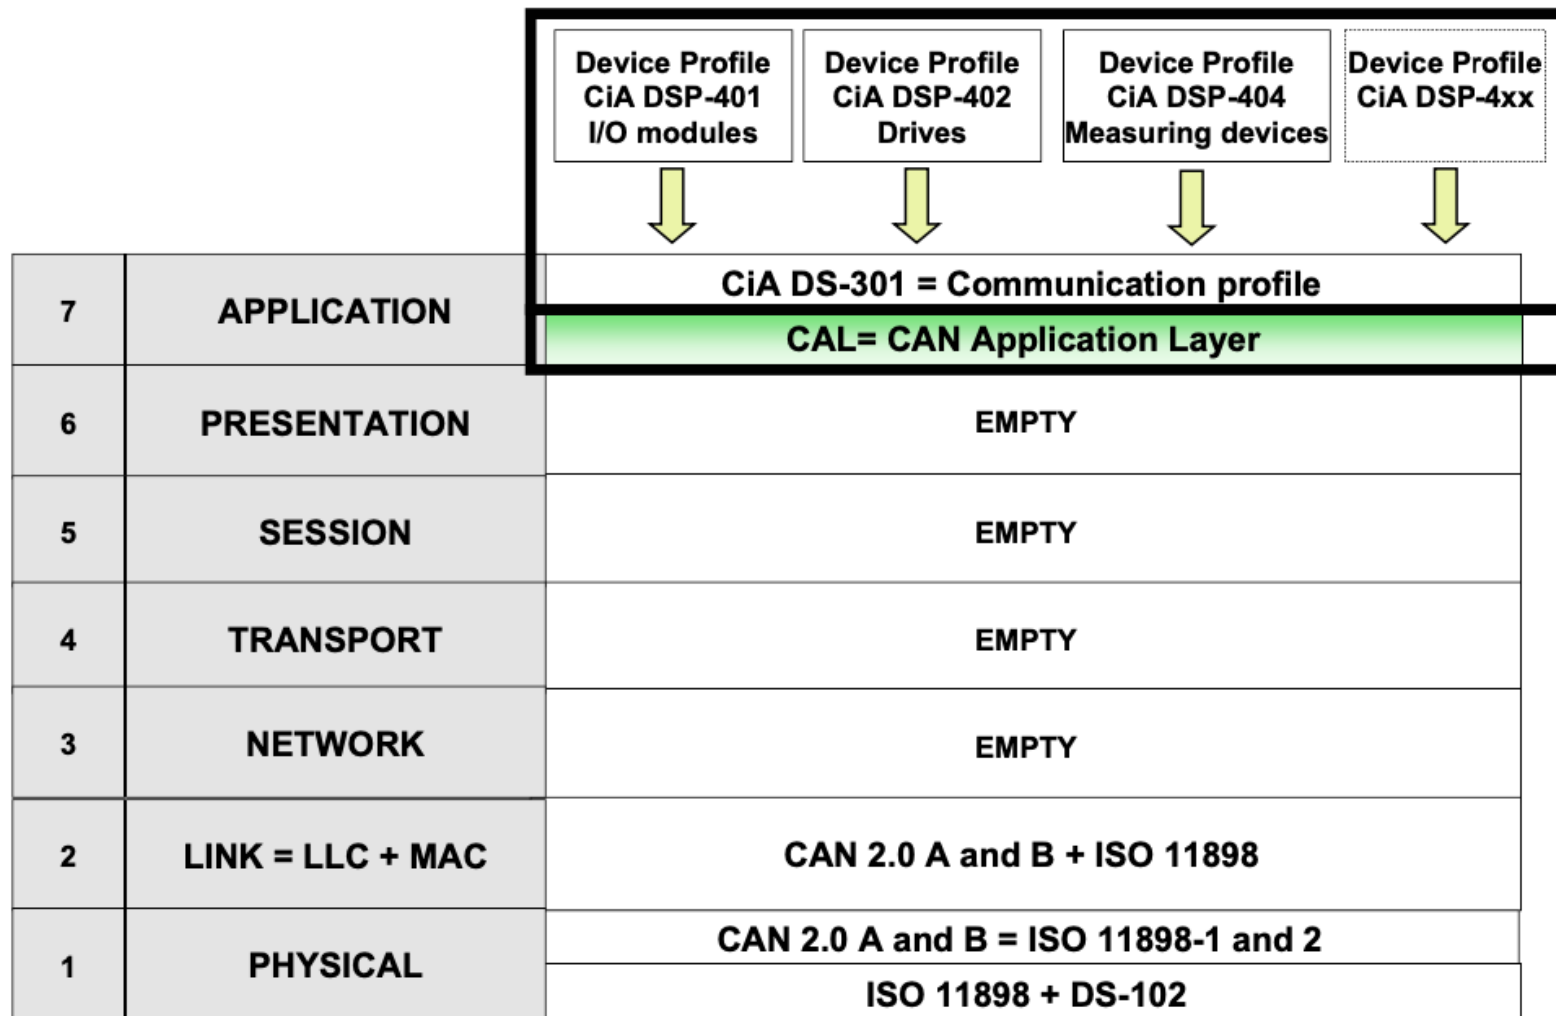 Device Profile
CiA DSP-401
I/O modules
Device Profile
CiA DSP-402
Drives
Device Profile
CiA DSP-404
Measuring devices
Device Profile
CiA DSP-4xx
7
APPLICATION
CiA DS-301 = Communication profile
CAL= CAN Application Layer
6
PRESENTATION
EMPTY
5
SESSION
EMPTY
4
TRANSPORT
EMPTY
3
NETWORK
EMPTY
2
LINK = LLC + MAC
CAN 2.0 A and B + ISO 11898
1
PHYSICAL
CAN 2.0 A and B = ISO 11898-1 and 2
ISO 11898 + DS-102